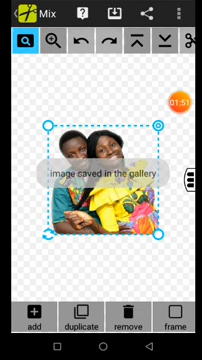 Mix
01:51
image saved in the gallery
add
duplicate
remove
frame